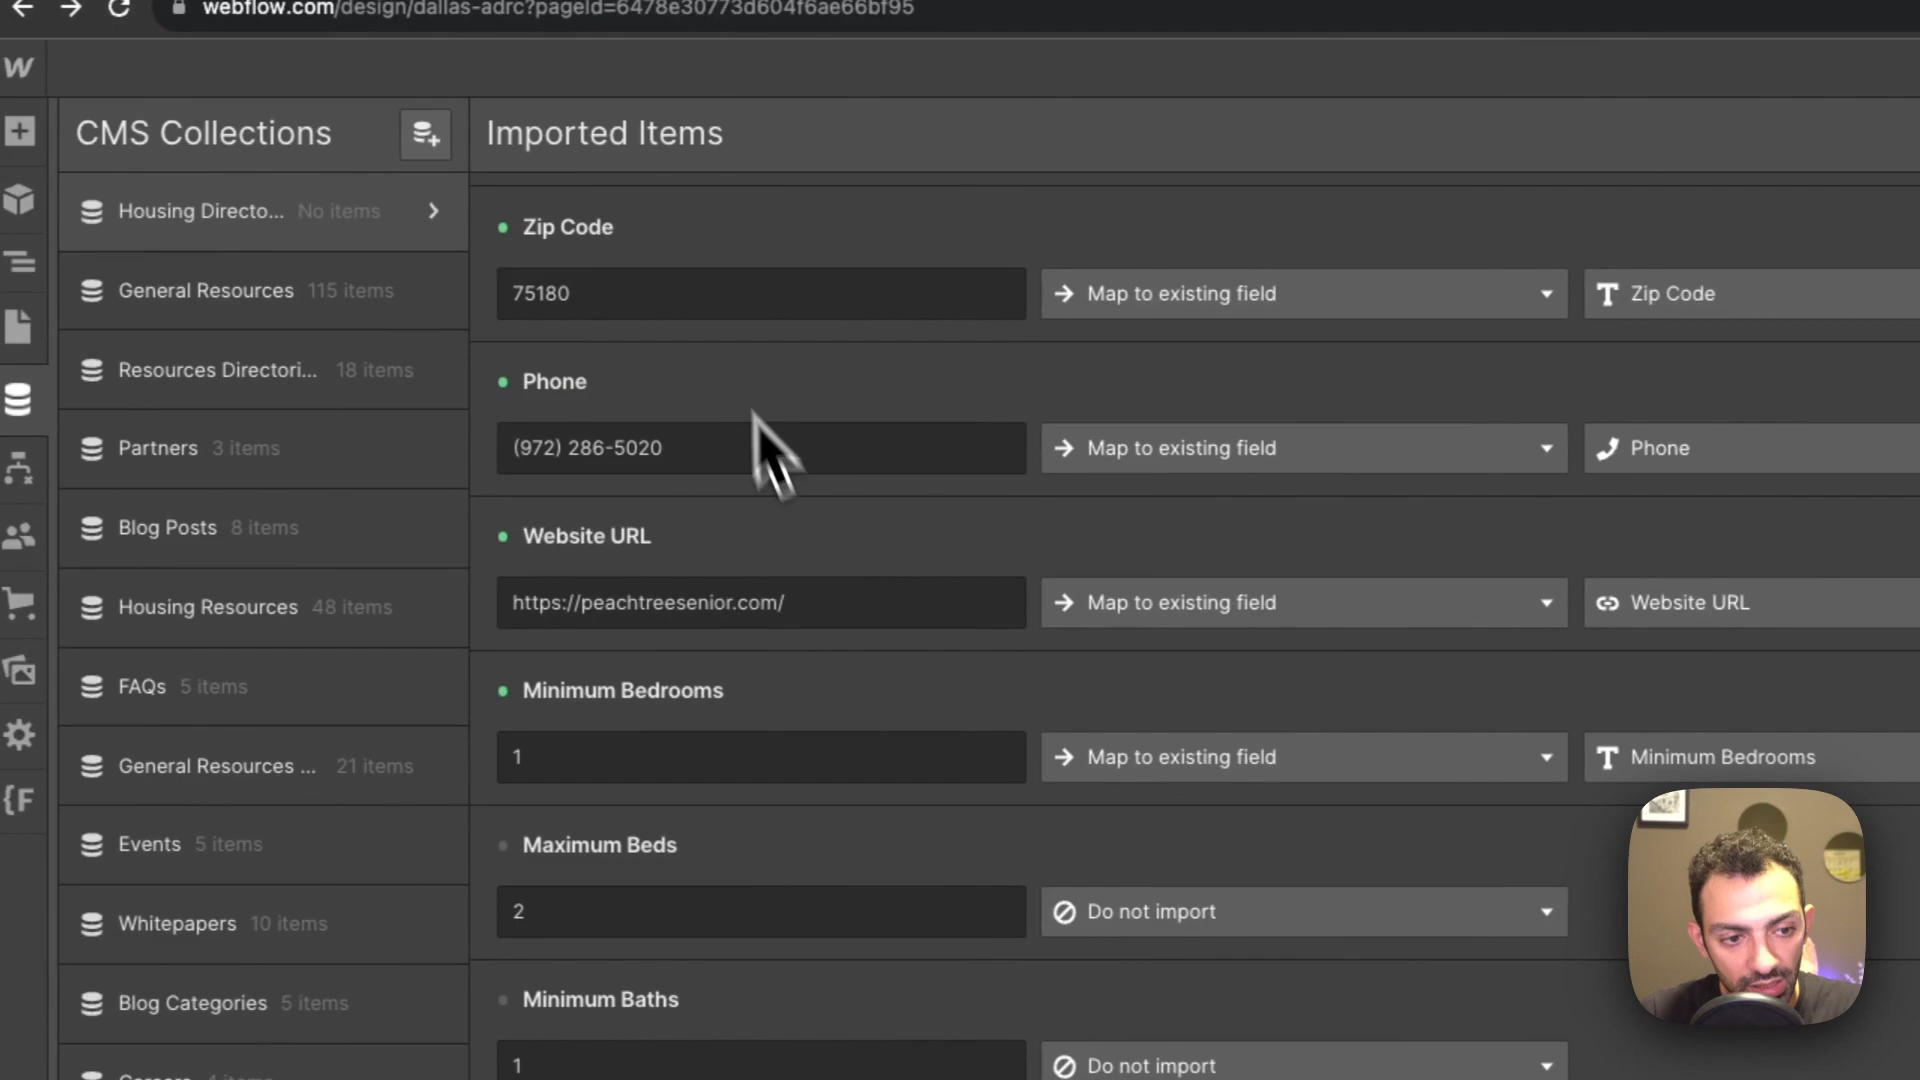 webflow.com/design/dallas-adrc?pageId=6478e30773d604f6ae66bf95
W
CMS Collections
Imported Items
Housing Directo... No items
General Resources 115 items
Resources Directori... 18 items
Partners 3 items
Blog Posts 8 items
Housing Resources 48 items
FAQs 5 items
General Resources ... 21 items
Events 5 items
Whitepapers 10 items
Blog Categories 5 items
{F
Zip Code
75180 Map to existing field Zip Code
Phone
(972) 286-5020 Map to existing field Phone
Website URL
https://peachtreesenior.com/ Map to existing field Website URL
Minimum Bedrooms
1 Map to existing field Minimum Bedrooms
Maximum Beds
2 Do not import
Minimum Baths
1 Do not import